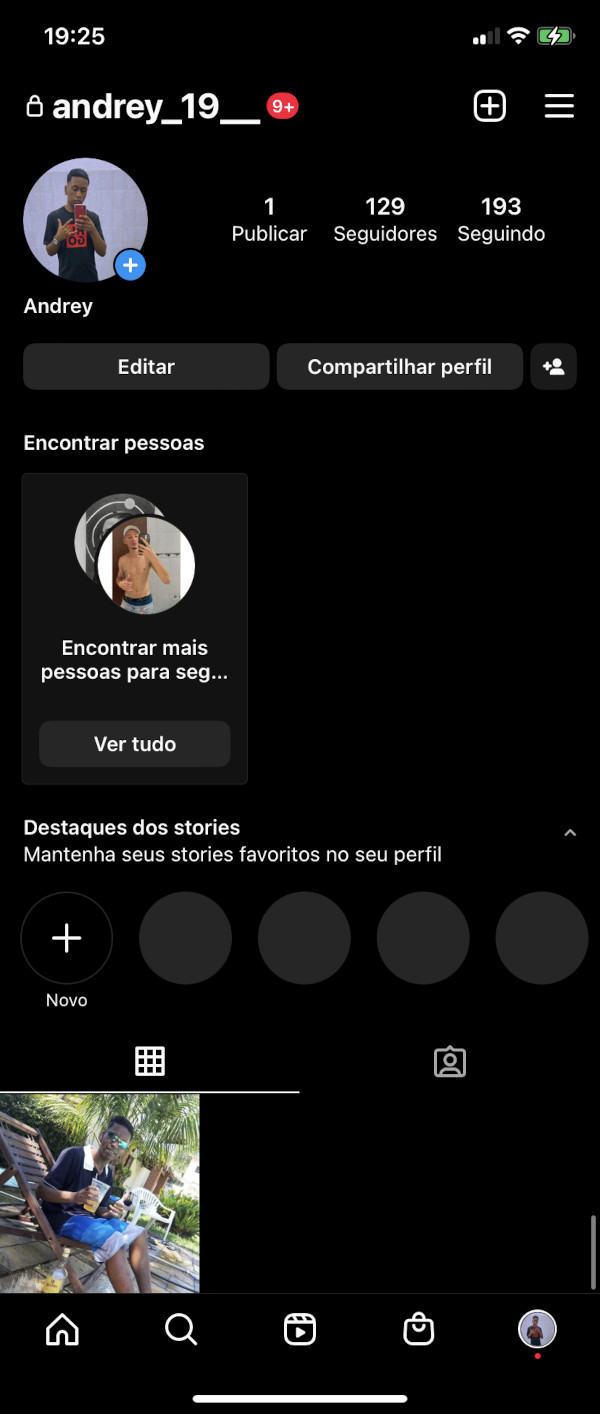 19:25
andrey_19__ 9+
1 129 193
Publicar Seguidores Seguindo
Andrey
Editar Compartilhar perfil
Encontrar pessoas
Encontrar mais
pessoas para seg...
Ver tudo
Destaques dos stories
Mantenha seus stories favoritos no seu perfil
Novo